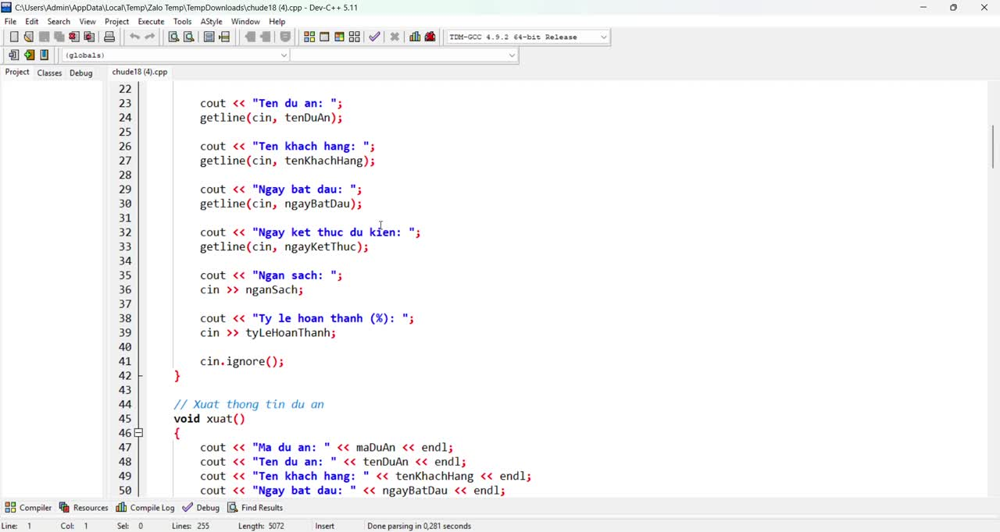 C:\Users\Admin\AppData\Local\Temp\Zalo Temp\TempDownloads\chude18 (4).cpp - Dev-C++ 5.11
File Edit Search View Project Execute Tools AStyle Window Help
TDM-GCC 4.9.2 64-bit Release
(globals)
Project Classes Debug chude18 (4).cpp
22
23 cout << "Ten du an: ";
24 getline(cin, tenDuAn);
25
26 cout << "Ten khach hang: ";
27 getline(cin, tenKhachHang);
28
29 cout << "Ngay bat dau: ";
30 getline(cin, ngayBatDau);
31
32 cout << "Ngay ket thuc du kien: ";
33 getline(cin, ngayKetThuc);
34
35 cout << "Ngan sach: ";
36 cin >> nganSach;
37
38 cout << "Ty le hoan thanh (%): ";
39 cin >> tyLeHoanThanh;
40
41 cin.ignore();
42 }
43
44 // Xuat thong tin du an
45 void xuat()
46 {
47 cout << "Ma du an: " << maDuAn << endl;
48 cout << "Ten du an: " << tenDuAn << endl;
49 cout << "Ten khach hang: " << tenKhachHang << endl;
50 cout << "Ngay bat dau: " << ngayBatDau << endl;
Compiler Resources Compile Log Debug Find Results
Line: 1 Col: 1 Sel: 0 Lines: 255 Length: 5072 Insert Done parsing in 0,281 seconds